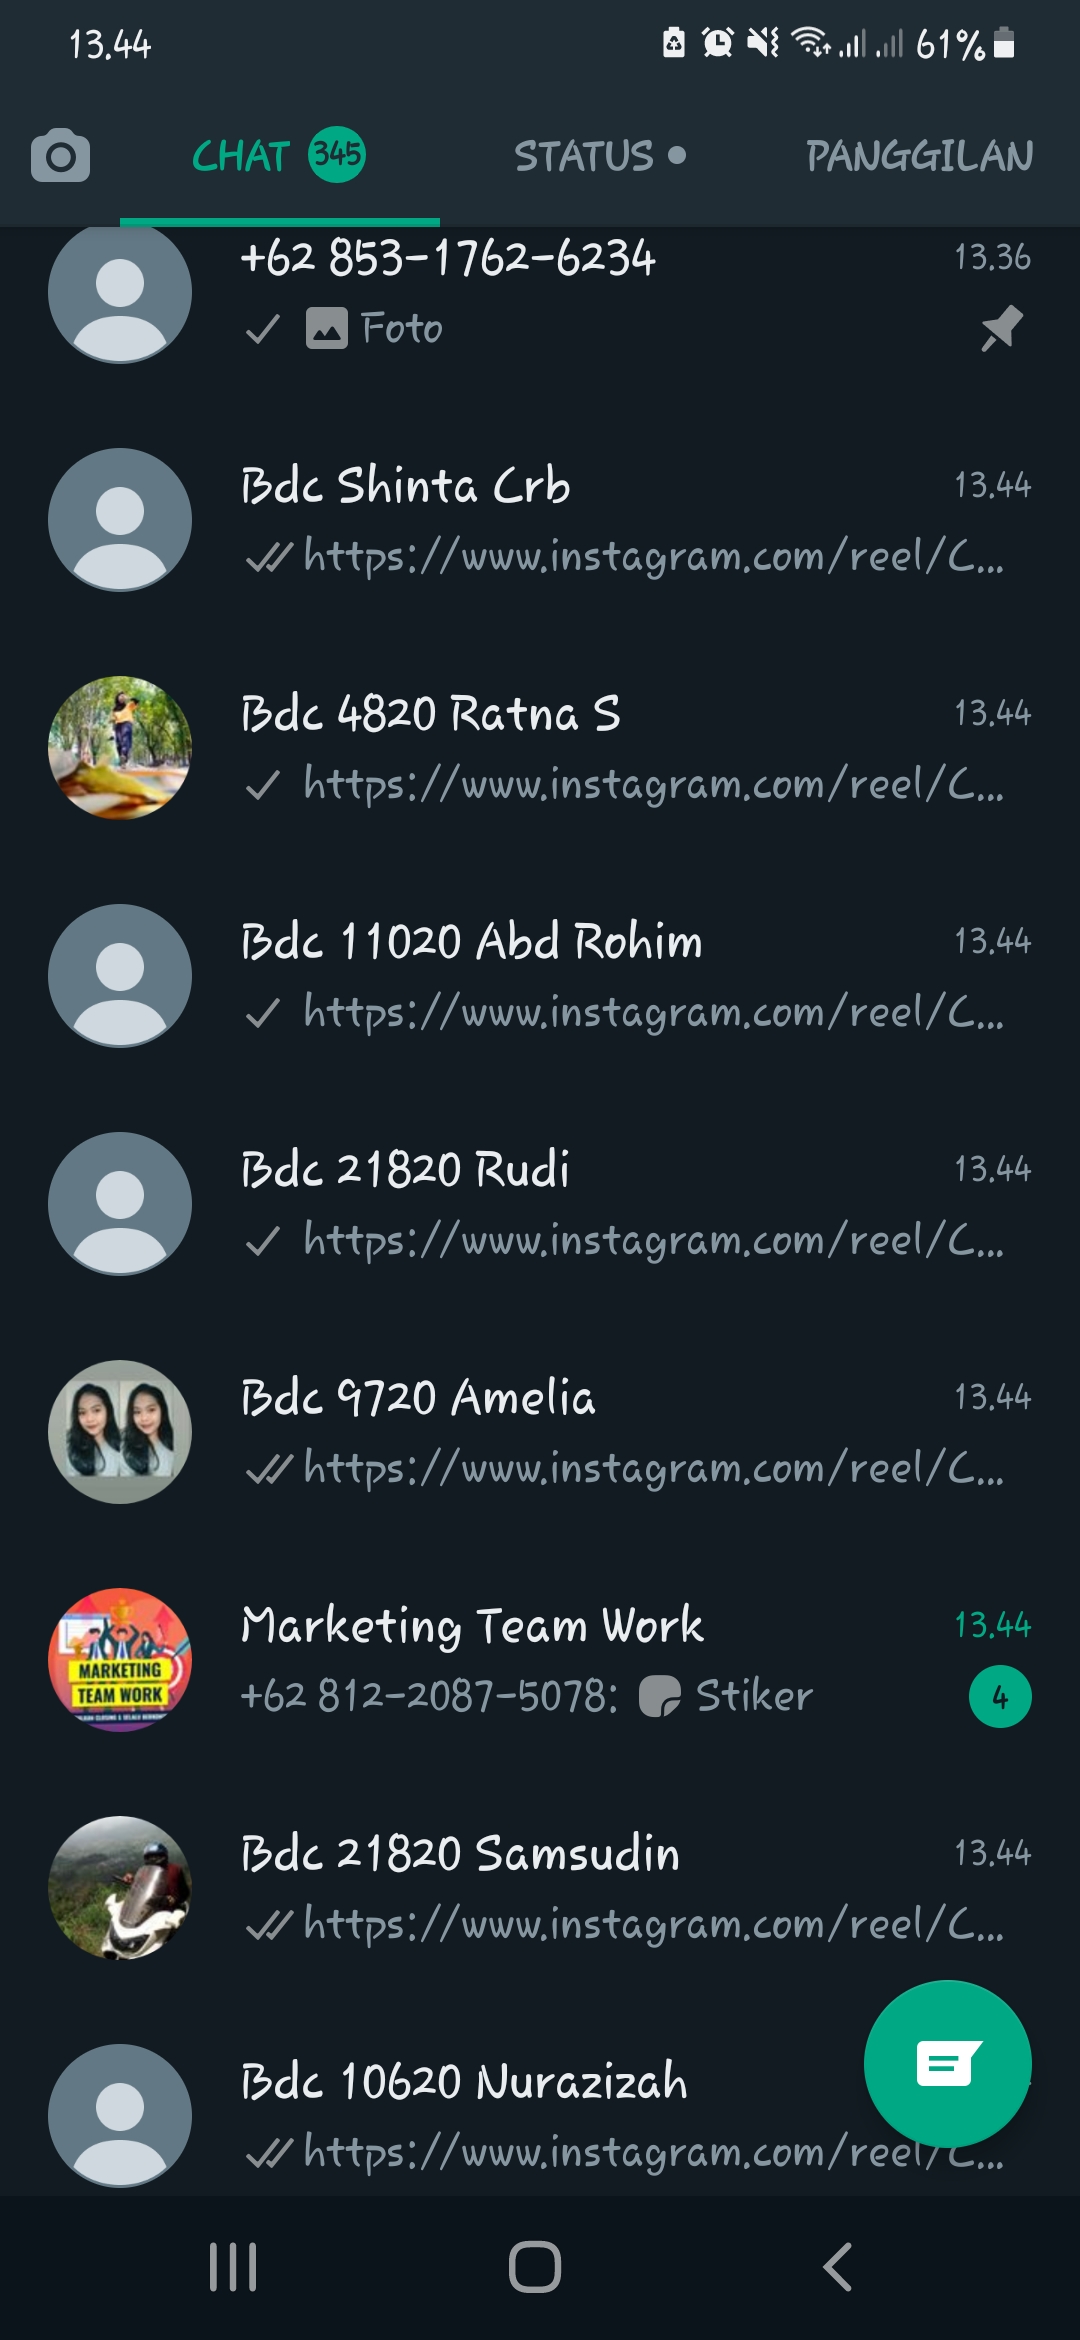 13.44
61%
CHAT 345
STATUS
PANGGILAN
+62 853-1762-6234
13.36
Foto
Bdc Shinta Crb
13.44
https://www.instagram.com/reel/C...
Bdc 4820 Ratna S
13.44
https://www.instagram.com/reel/C...
Bdc 11020 Abd Rohim
13.44
https://www.instagram.com/reel/C...
Bdc 21820 Rudi
13.44
https://www.instagram.com/reel/C...
Bdc 9720 Amelia
13.44
https://www.instagram.com/reel/C...
MARKETING
TEAM WORK
Marketing Team Work
13.44
+62 812-2087-5078: Stiker
4
Bdc 21820 Samsudin
13.44
https://www.instagram.com/reel/C...
Bdc 10620 Nurazizah
https://www.instagram.com/reel/C...